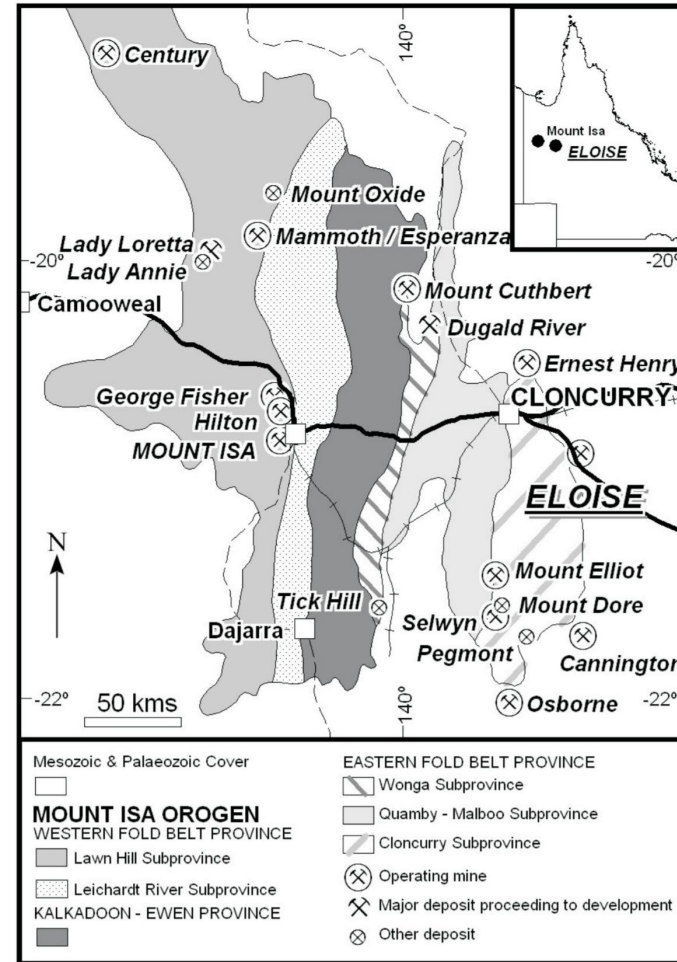 140°
Century
Mount Isa
ELOISE
Mount Oxide
Mammoth / Esperanza
Lady Loretta
Lady Annie
-20°
-20°
Camooweal
Mount Cuthbert
Dugald River
Ernest Henry
George Fisher
CLONCURRY
Hilton
MOUNT ISA
ELOISE
N
Mount Elliot
Tick Hill
Mount Dore
Dajarra
Selwyn
Pegmont
Cannington
-22°
50 kms
140°
Osborne
-22°
Mesozoic & Palaeozoic Cover
MOUNT ISA OROGEN
WESTERN FOLD BELT PROVINCE
Lawn Hill Subprovince
Leichardt River Subprovince
KALKADOON - EWEN PROVINCE
EASTERN FOLD BELT PROVINCE
Wonga Subprovince
Quamby - Malboo Subprovince
Cloncurry Subprovince
Operating mine
Major deposit proceeding to development
Other deposit